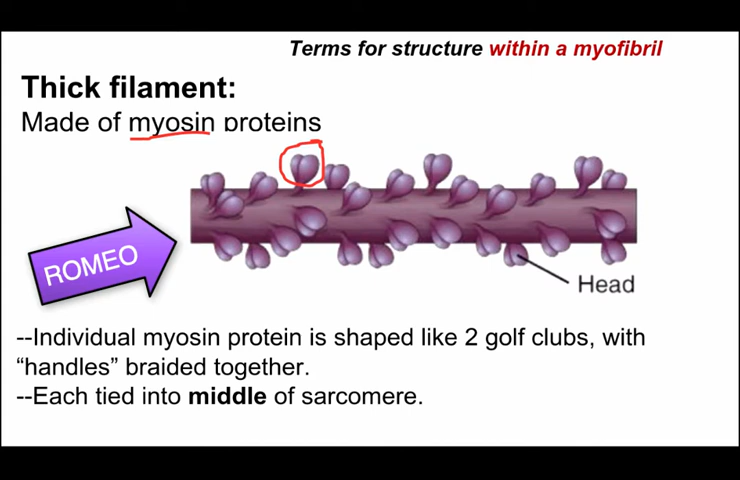 Terms for structure within a myofibril
Thick filament:
Made of myosin proteins
ROMEO
Head
--Individual myosin protein is shaped like 2 golf clubs, with
“handles” braided together.
--Each tied into middle of sarcomere.